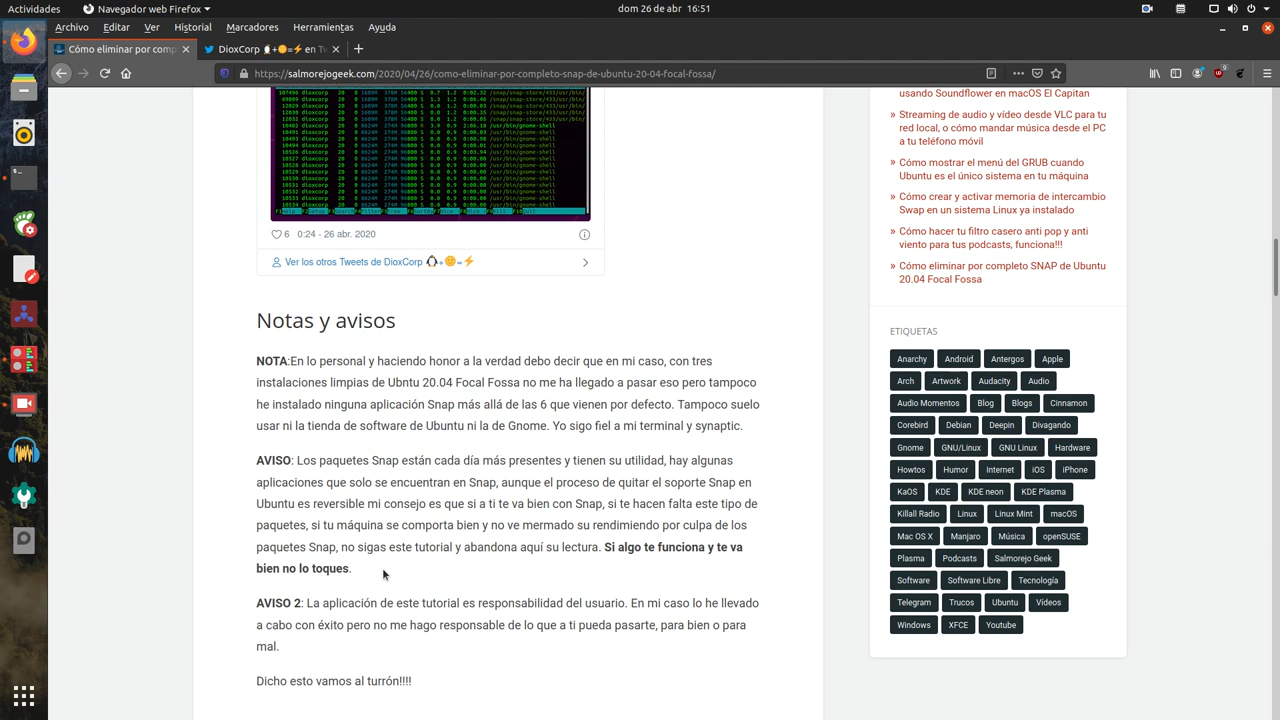 Actividades
Navegador web Firefox
dom 26 de abr 16:51
Archivo Editar Ver Historial Marcadores Herramientas Ayuda
Cómo eliminar por comp
DioxCorp
en Tw
https://salmorejogeek.com/2020/04/26/como-eliminar-por-completo-snap-de-ubuntu-20-04-focal-fossa/
6 0:24 - 26 abr. 2020
Ver los otros Tweets de DioxCorp
Notas y avisos
NOTA:En lo personal y haciendo honor a la verdad debo decir que en mi caso, con tres
instalaciones limpias de Ubntu 20.04 Focal Fossa no me ha llegado a pasar eso pero tampoco
he instalado ninguna aplicación Snap más allá de las 6 que vienen por defecto. Tampoco suelo
usar ni la tienda de software de Ubuntu ni la de Gnome. Yo sigo fiel a mi terminal y synaptic.
AVISO: Los paquetes Snap están cada día más presentes y tienen su utilidad, hay algunas
aplicaciones que solo se encuentran en Snap, aunque el proceso de quitar el soporte Snap en
Ubuntu es reversible mi consejo es que si a ti te va bien con Snap, si te hacen falta este tipo de
paquetes, si tu máquina se comporta bien y no ve mermado su rendimiento por culpa de los
paquetes Snap, no sigas este tutorial y abandona aquí su lectura. Si algo te funciona y te va
bien no lo toques.
AVISO 2: La aplicación de este tutorial es responsabilidad del usuario. En mi caso lo he llevado
a cabo con éxito pero no me hago responsable de lo que a ti pueda pasarte, para bien o para
mal.
Dicho esto vamos al turrón!!!!
usando Soundflower en macOS El Capitan
» Streaming de audio y vídeo desde VLC para tu
red local, o cómo mandar música desde el PC
a tu teléfono móvil
» Cómo mostrar el menú del GRUB cuando
Ubuntu es el único sistema en tu máquina
» Cómo crear y activar memoria de intercambio
Swap en un sistema Linux ya instalado
» Cómo hacer tu filtro casero anti pop y anti
viento para tus podcasts, funciona!!!
» Cómo eliminar por completo SNAP de Ubuntu
20.04 Focal Fossa
ETIQUETAS
Anarchy Android Antergos Apple
Arch Artwork Audacity Audio
Audio Momentos Blog Blogs Cinnamon
Corebird Debian Deepin Divagando
Gnome GNU/Linux GNU Linux Hardware
Howtos Humor Internet iOS iPhone
KaOS KDE KDE neon KDE Plasma
Killall Radio Linux Linux Mint macOS
Mac OS X Manjaro Música openSUSE
Plasma Podcasts Salmorejo Geek
Software Software Libre Tecnología
Telegram Trucos Ubuntu Vídeos
Windows XFCE Youtube